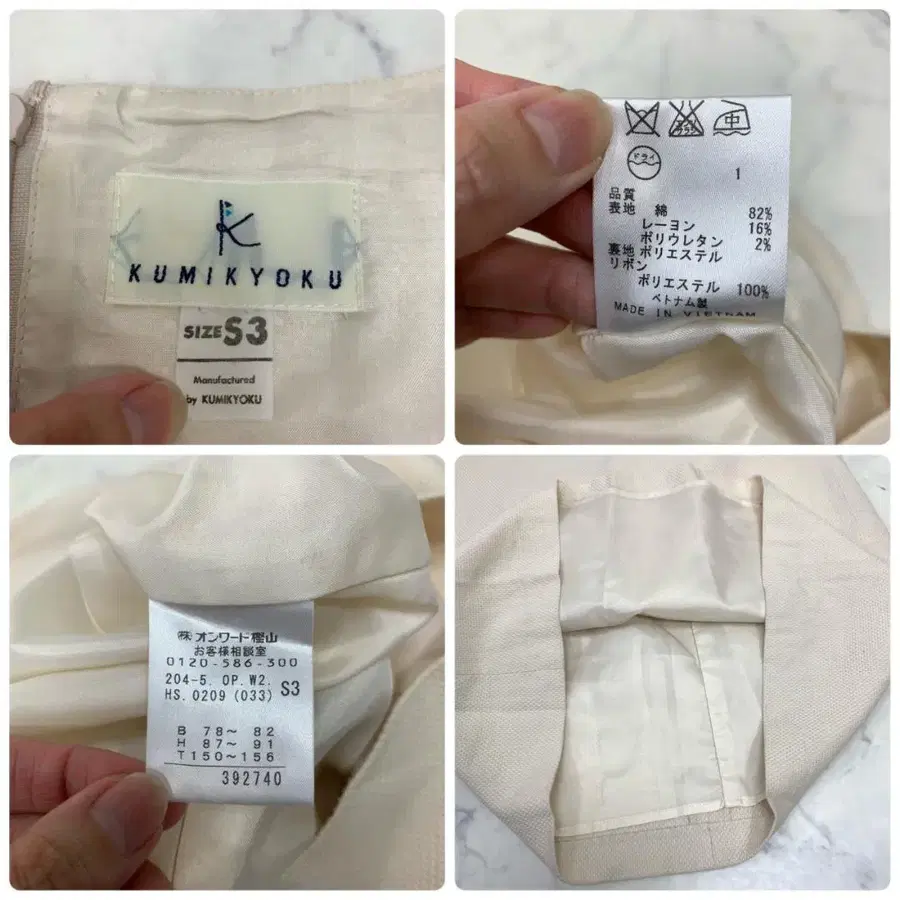 KUMIKYOKU
SIZE S3
Manufactured
by KUMIKYOKU
中
ドライ
1
品質
表地 綿 82%
レーヨン 16%
ポリウレタン 2%
裏地 ポリエステル
リボン
ポリエステル 100%
ベトナム製
MADE IN VIETNAM
㈱ オンワード樫山
お客様相談室
0120-586-300
204-5. OP. W2.
HS. 0209 (033) S3
B 78〜 82
H 87〜 91
T150〜156
392740